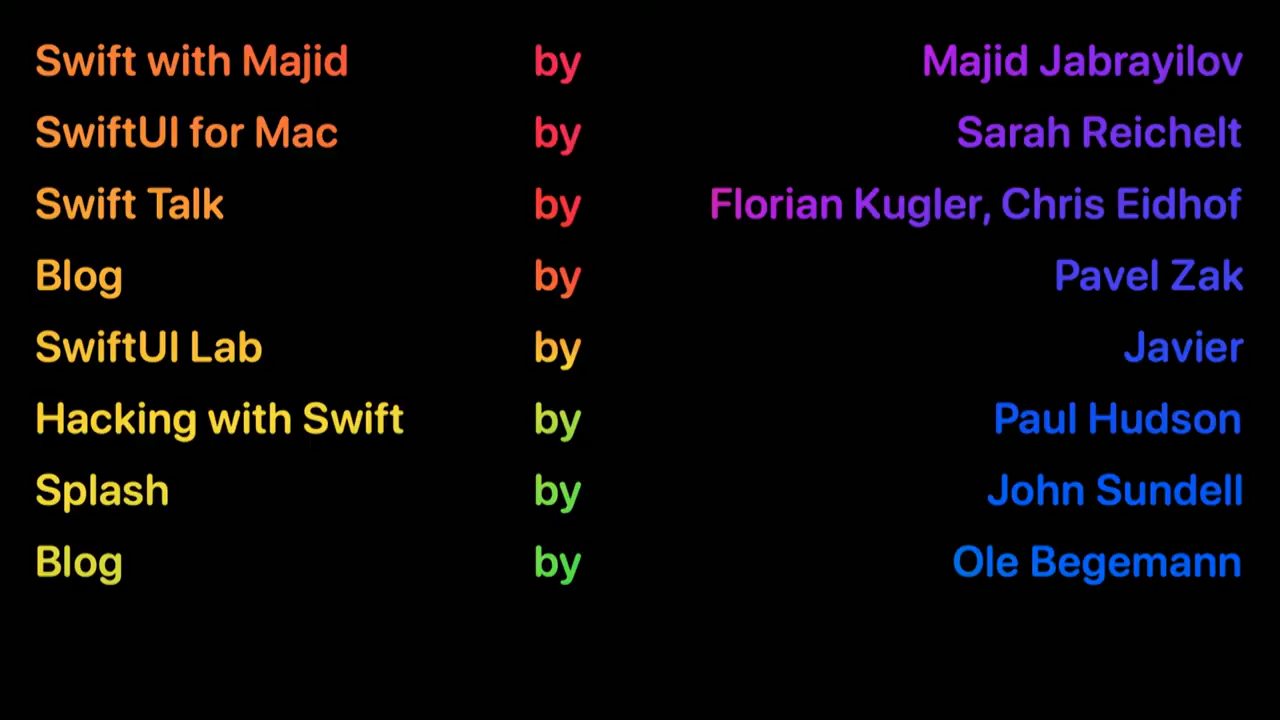 Swift with Majid by Majid Jabrayilov
SwiftUI for Mac by Sarah Reichelt
Swift Talk by Florian Kugler, Chris Eidhof
Blog by Pavel Zak
SwiftUI Lab by Javier
Hacking with Swift by Paul Hudson
Splash by John Sundell
Blog by Ole Begemann